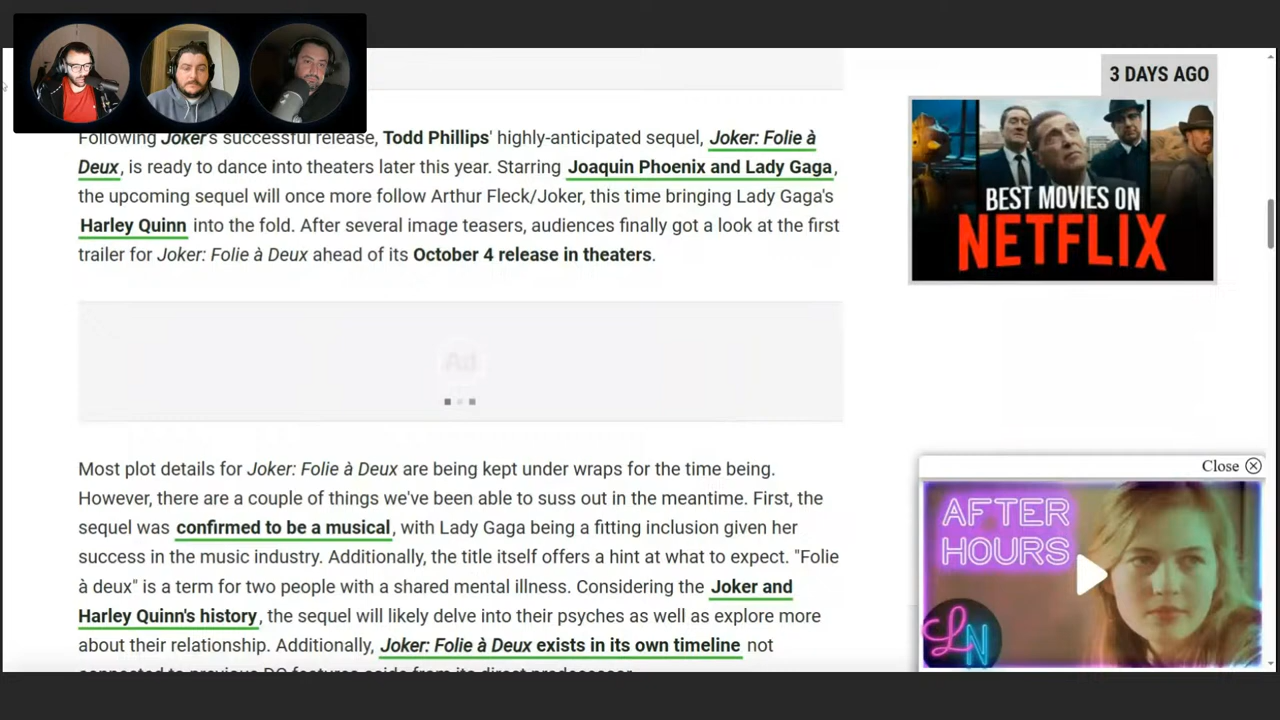 3 DAYS AGO
Following Joker's successful release, Todd Phillips' highly-anticipated sequel, Joker: Folie à
Deux, is ready to dance into theaters later this year. Starring Joaquin Phoenix and Lady Gaga,
the upcoming sequel will once more follow Arthur Fleck/Joker, this time bringing Lady Gaga's
Harley Quinn into the fold. After several image teasers, audiences finally got a look at the first
trailer for Joker: Folie à Deux ahead of its October 4 release in theaters.
BEST MOVIES ON
NETFLIX
Ad
Most plot details for Joker: Folie à Deux are being kept under wraps for the time being.
However, there are a couple of things we've been able to suss out in the meantime. First, the
sequel was confirmed to be a musical, with Lady Gaga being a fitting inclusion given her
success in the music industry. Additionally, the title itself offers a hint at what to expect. "Folie
à deux" is a term for two people with a shared mental illness. Considering the Joker and
Harley Quinn's history, the sequel will likely delve into their psyches as well as explore more
about their relationship. Additionally, Joker: Folie à Deux exists in its own timeline not
connected to previous DC features aside from its direct predecessor.
Close
AFTER
HOURS
LN